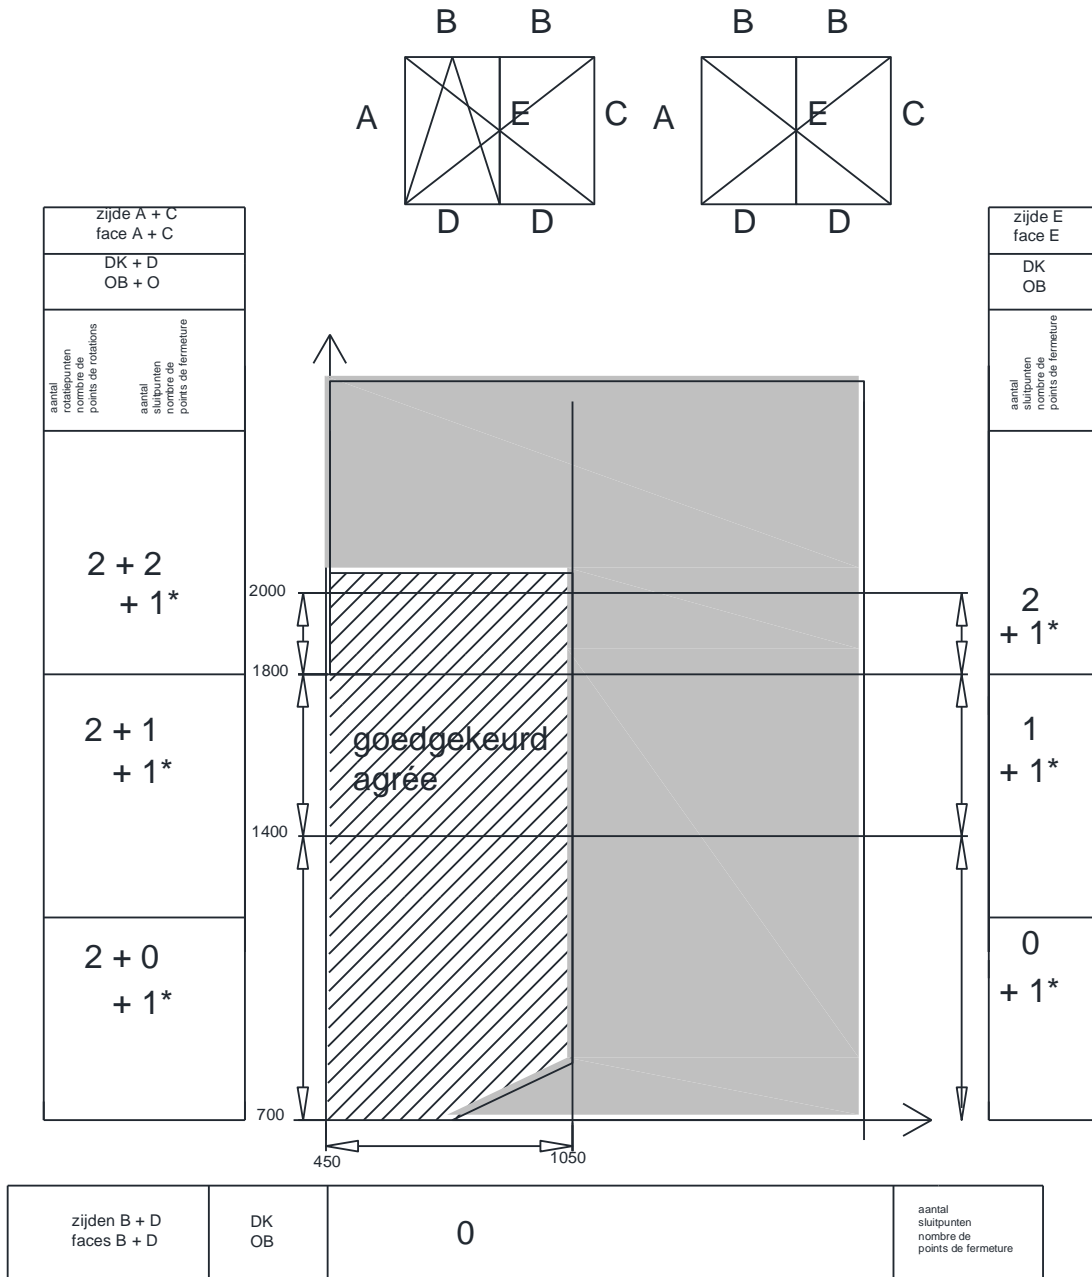 B B B B
A E C A E C
D D D D
zijde A + C
face A + C
DK + D
OB + O
aantal
rotatiepunten
nombre de
points de rotations
aantal
sluitpunten
nombre de
points de fermeture
2 + 2
+ 1*
2 + 1
+ 1*
2 + 0
+ 1*
2000
1800
1400
700
450
1050
goedgekeurd
agrée
zijde E
face E
DK
OB
aantal
sluitpunten
nombre de
points de fermeture
2
+ 1*
1
+ 1*
0
+ 1*
zijden B + D
faces B + D
DK
OB
0
aantal
sluitpunten
nombre de
points de fermeture